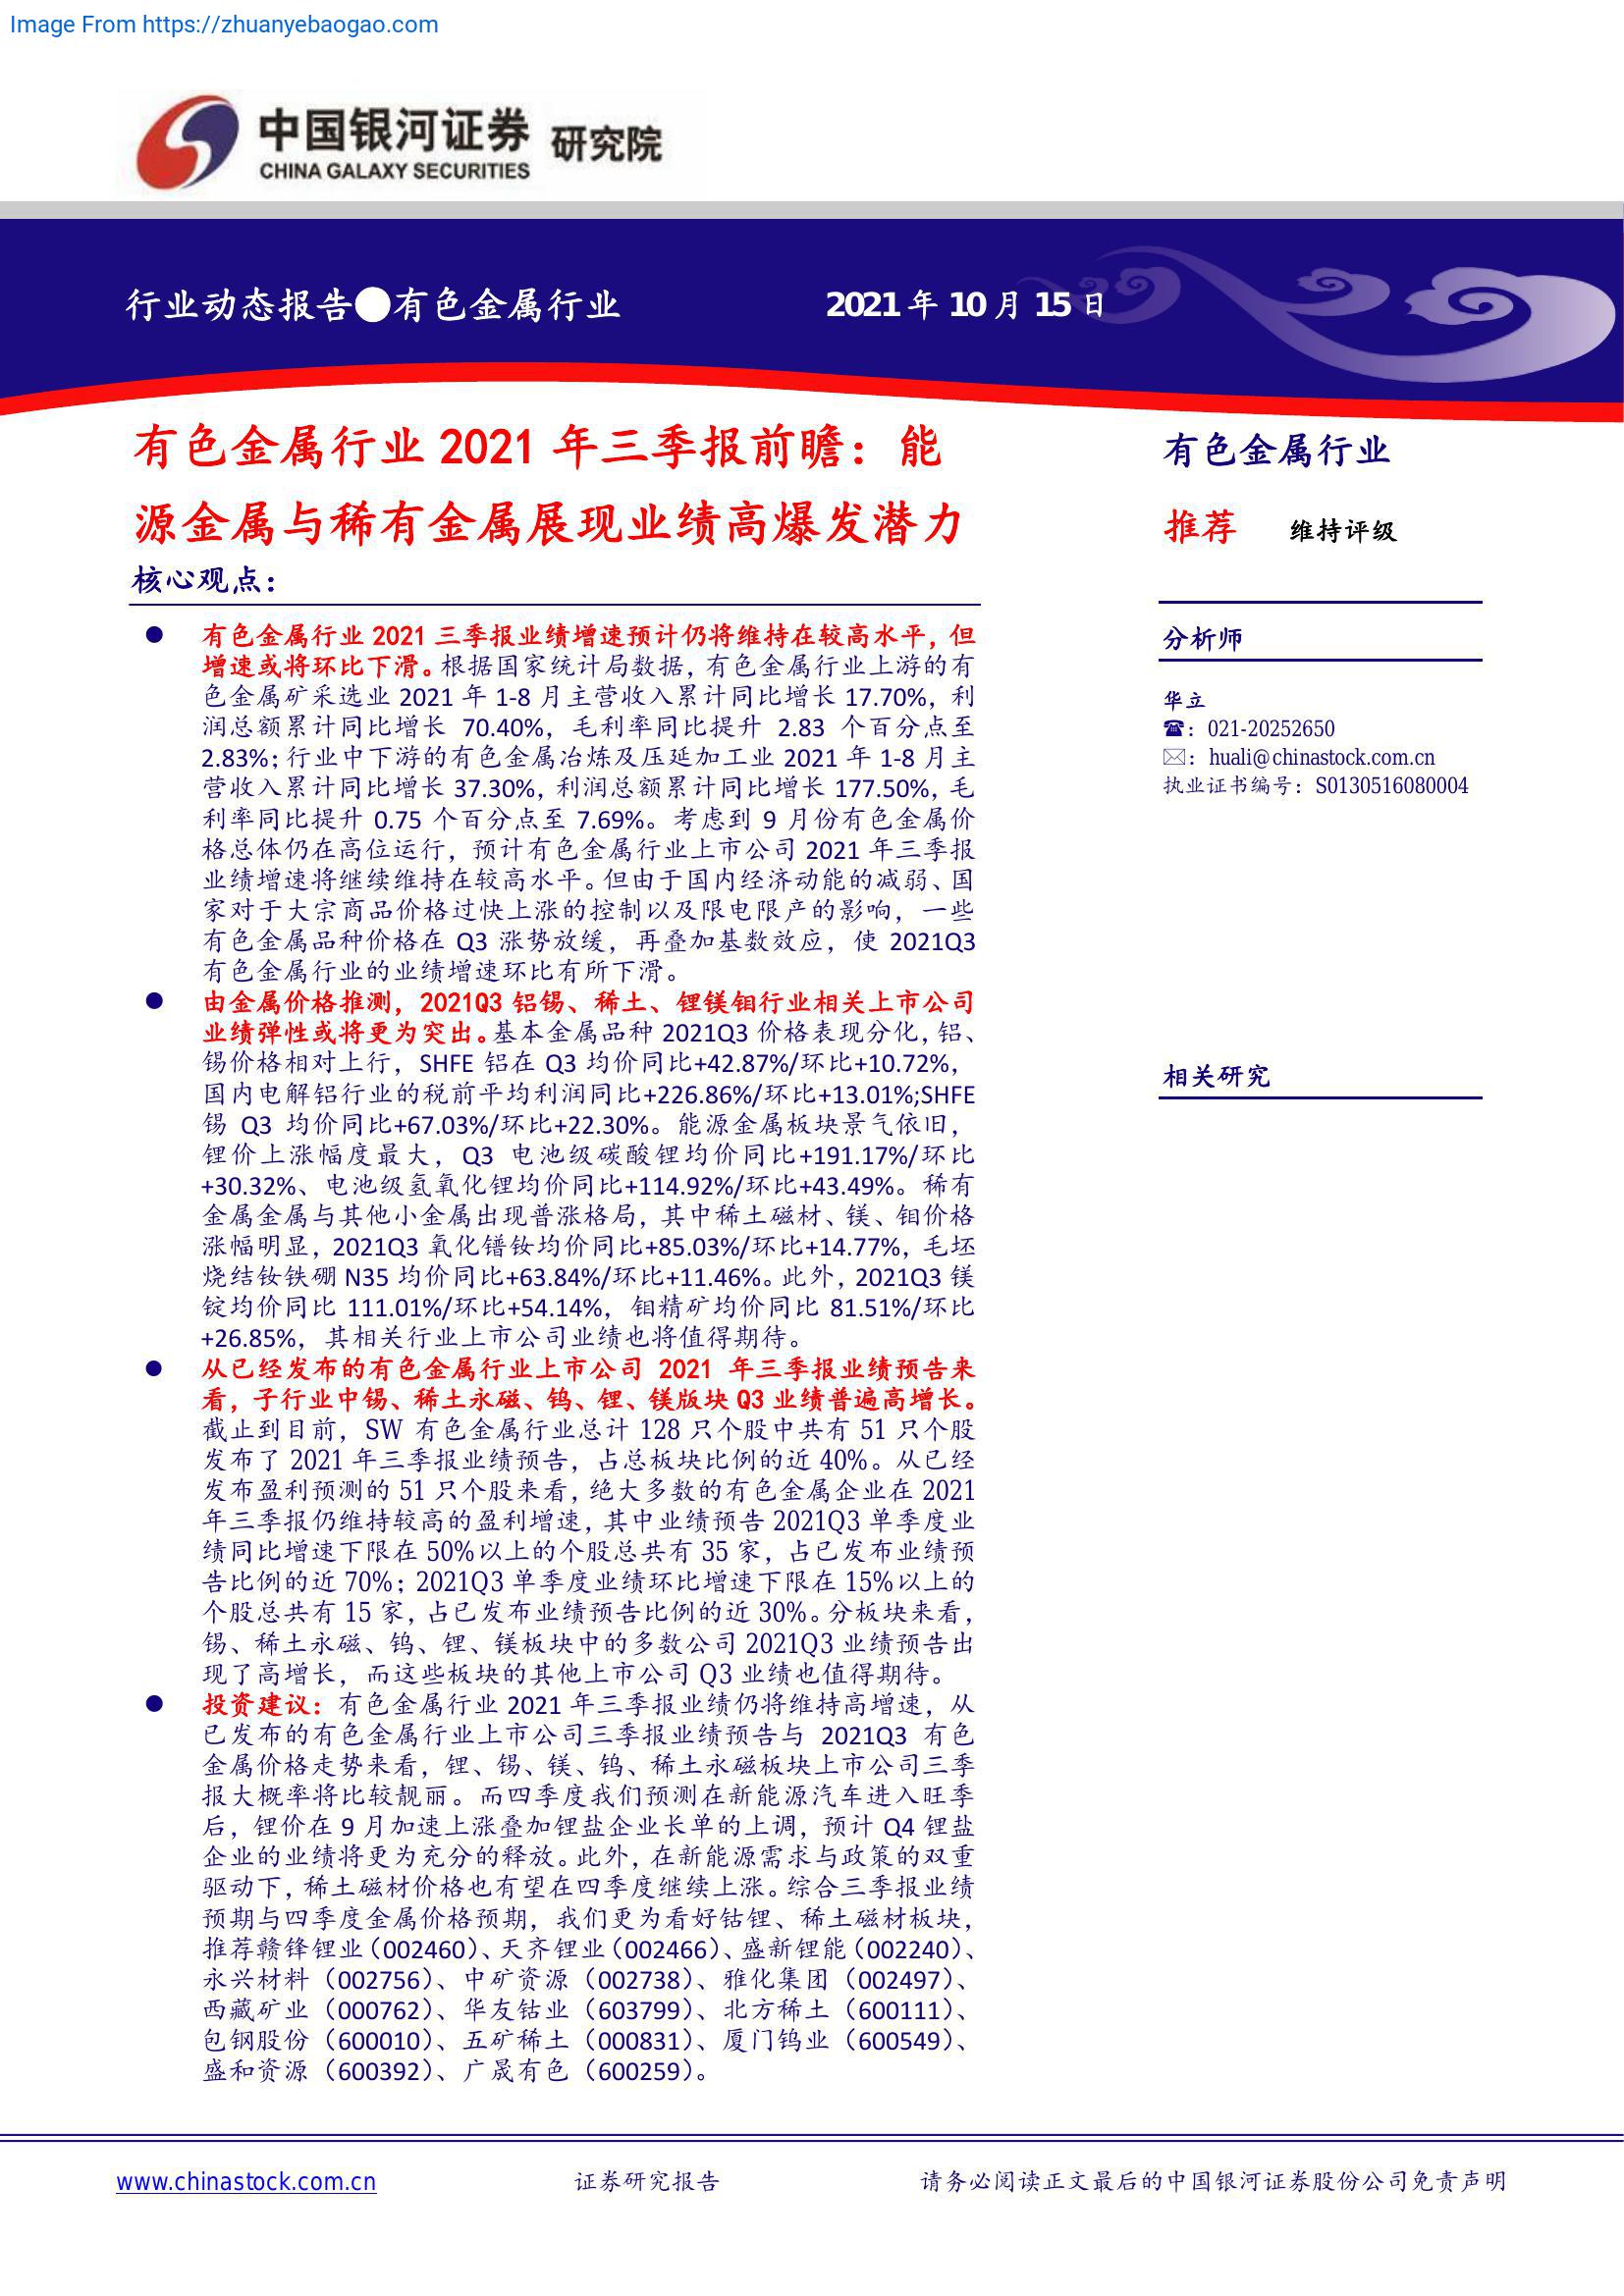 Image From https://zhuanyebaogao.com
中国银河证券 研究院
CHINA GALAXY SECURITIES
行业动态报告●有色金属行业
2021 年 10 月 15 日
有色金属行业 2021 年三季报前瞻：能
源金属与稀有金属展现业绩高爆发潜力
核心观点：
● 有色金属行业 2021 三季报业绩增速预计仍将维持在较高水平，但
增速或将环比下滑。根据国家统计局数据，有色金属行业上游的有
色金属矿采选业 2021 年 1-8 月主营收入累计同比增长 17.70%，利
润总额累计同比增长 70.40%，毛利率同比提升 2.83 个百分点至
2.83%；行业中下游的有色金属冶炼及压延加工业 2021 年 1-8 月主
营收入累计同比增长 37.30%，利润总额累计同比增长 177.50%，毛
利率同比提升 0.75 个百分点至 7.69%。考虑到 9 月份有色金属价
格总体仍在高位运行，预计有色金属行业上市公司 2021 年三季报
业绩增速将继续维持在较高水平。但由于国内经济动能的减弱、国
家对于大宗商品价格过快上涨的控制以及限电限产的影响，一些
有色金属品种价格在 Q3 涨势放缓，再叠加基数效应，使 2021Q3
有色金属行业的业绩增速环比有所下滑。
● 由金属价格推测，2021Q3 铝锡、稀土、锂镁钼行业相关上市公司
业绩弹性或将更为突出。基本金属品种 2021Q3 价格表现分化，铝、
锡价格相对上行，SHFE 铝在 Q3 均价同比+42.87%/环比+10.72%，
国内电解铝行业的税前平均利润同比+226.86%/环比+13.01%;SHFE
锡 Q3 均价同比+67.03%/环比+22.30%。能源金属板块景气依旧，
锂价上涨幅度最大，Q3 电池级碳酸锂均价同比+191.17%/环比
+30.32%、电池级氢氧化锂均价同比+114.92%/环比+43.49%。稀有
金属金属与其他小金属出现普涨格局，其中稀土磁材、镁、钼价格
涨幅明显，2021Q3 氧化镨钕均价同比+85.03%/环比+14.77%，毛坯
烧结钕铁硼 N35 均价同比+63.84%/环比+11.46%。此外，2021Q3 镁
锭均价同比 111.01%/环比+54.14%，钼精矿均价同比 81.51%/环比
+26.85%，其相关行业上市公司业绩也将值得期待。
● 从已经发布的有色金属行业上市公司 2021 年三季报业绩预告来
看，子行业中锡、稀土永磁、钨、锂、镁版块 Q3 业绩普遍高增长。
截止到目前，SW 有色金属行业总计 128 只个股中共有 51 只个股
发布了 2021 年三季报业绩预告，占总板块比例的近 40%。从已经
发布盈利预测的 51 只个股来看，绝大多数的有色金属企业在 2021
年三季报仍维持较高的盈利增速，其中业绩预告 2021Q3 单季度业
绩同比增速下限在 50%以上的个股总共有 35 家，占已发布业绩预
告比例的近 70%；2021Q3 单季度业绩环比增速下限在 15%以上的
个股总共有 15 家，占已发布业绩预告比例的近 30%。分板块来看，
锡、稀土永磁、钨、锂、镁板块中的多数公司 2021Q3 业绩预告出
现了高增长，而这些板块的其他上市公司 Q3 业绩也值得期待。
● 投资建议：有色金属行业 2021 年三季报业绩仍将维持高增速，从
已发布的有色金属行业上市公司三季报业绩预告与 2021Q3 有色
金属价格走势来看，锂、锡、镁、钨、稀土永磁板块上市公司三季
报大概率将比较靓丽。而四季度我们预测在新能源汽车进入旺季
后，锂价在 9 月加速上涨叠加锂盐企业长单的上调，预计 Q4 锂盐
企业的业绩将更为充分的释放。此外，在新能源需求与政策的双重
驱动下，稀土磁材价格也有望在四季度继续上涨。综合三季报业绩
预期与四季度金属价格预期，我们更为看好钴锂、稀土磁材板块，
推荐赣锋锂业（002460）、天齐锂业（002466）、盛新锂能（002240）、
永兴材料（002756）、中矿资源（002738）、雅化集团（002497）、
西藏矿业（000762）、华友钴业（603799）、北方稀土（600111）、
包钢股份（600010）、五矿稀土（000831）、厦门钨业（600549）、
盛和资源（600392）、广晟有色（600259）。
有色金属行业
推荐 维持评级
分析师
华立
☎：021-20252650
✉：huali@chinastock.com.cn
执业证书编号：S0130516080004
相关研究
www.chinastock.com.cn
证券研究报告
请务必阅读正文最后的中国银河证券股份公司免责声明